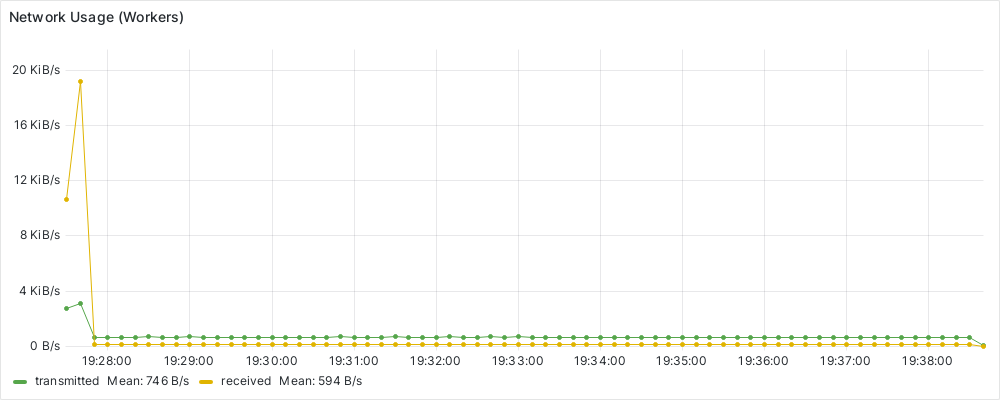 Network Usage (Workers)
20 KiB/s
16 KiB/s
12 KiB/s
8 KiB/s
4 KiB/s
0 B/s
19:28:00 19:29:00 19:30:00 19:31:00 19:32:00 19:33:00 19:34:00 19:35:00 19:36:00 19:37:00 19:38:00
transmitted Mean: 746 B/s received Mean: 594 B/s